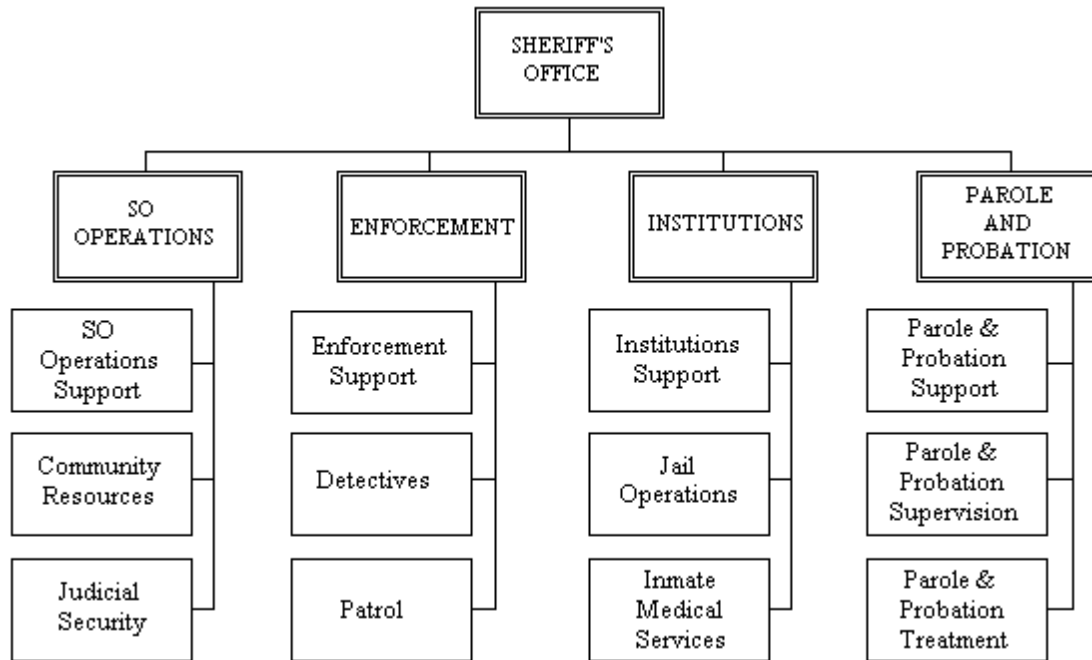 SHERIFF'S
OFFICE
SO
OPERATIONS
ENFORCEMENT
INSTITUTIONS
PAROLE
AND
PROBATION
SO
Operations
Support
Enforcement
Support
Institutions
Support
Parole &
Probation
Support
Community
Resources
Detectives
Jail
Operations
Parole &
Probation
Supervision
Judicial
Security
Patrol
Inmate
Medical
Services
Parole &
Probation
Treatment